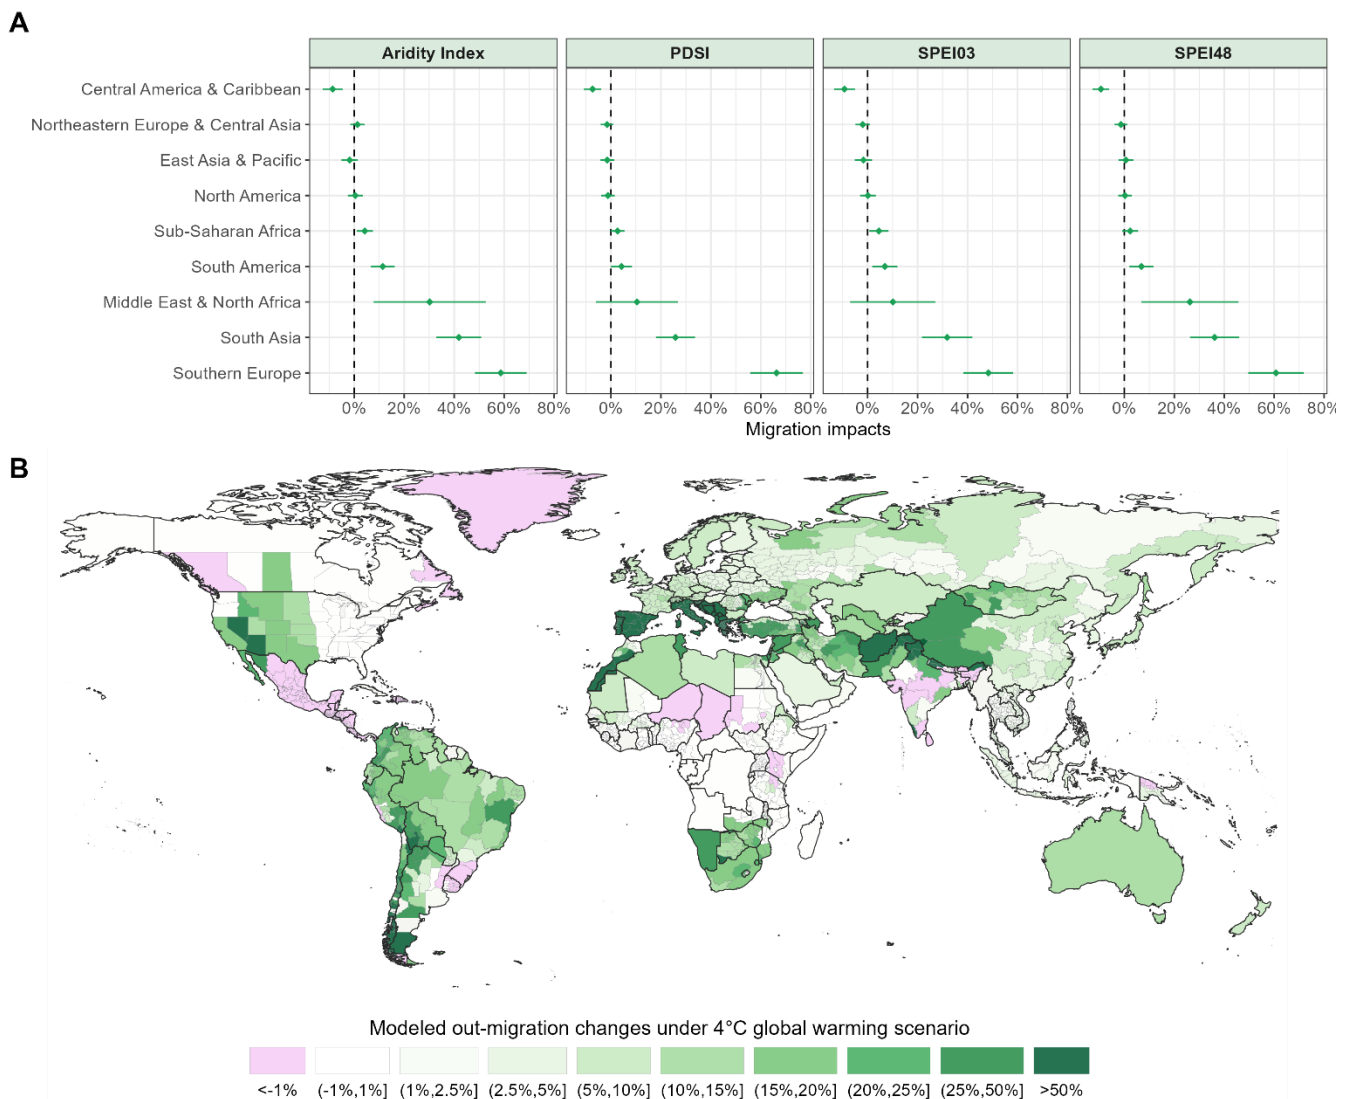 A
Aridity Index PDSI SPEI03 SPEI48
Central America & Caribbean
Northeastern Europe & Central Asia
East Asia & Pacific
North America
Sub-Saharan Africa
South America
Middle East & North Africa
South Asia
Southern Europe
0% 20% 40% 60% 80% 0% 20% 40% 60% 80% 0% 20% 40% 60% 80% 0% 20% 40% 60% 80%
Migration impacts
B
Modeled out-migration changes under 4°C global warming scenario
<-1% (-1%,1%] (1%,2.5%] (2.5%,5%] (5%,10%] (10%,15%] (15%,20%] (20%,25%] (25%,50%] >50%